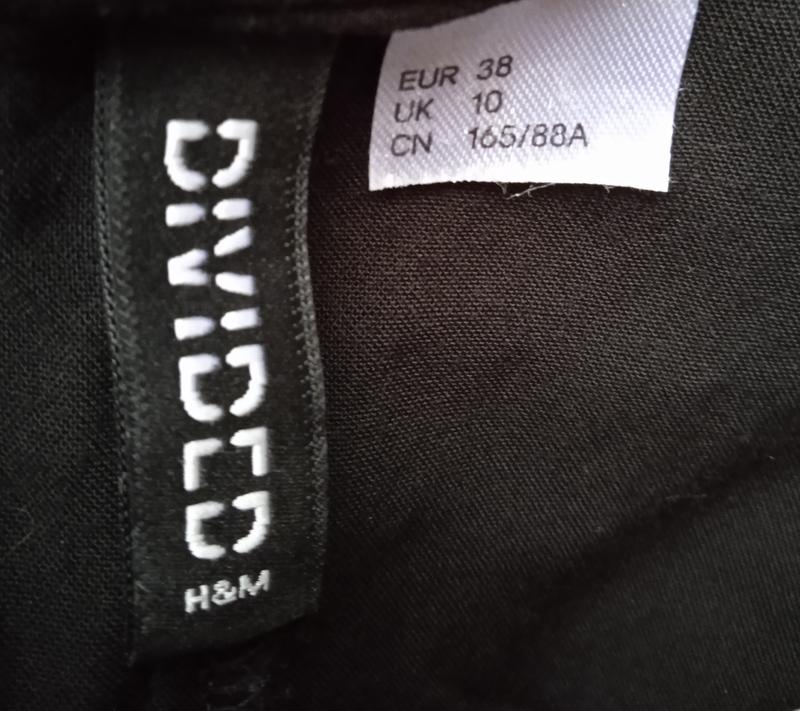 DIVIDED
H&M
EUR 38
UK 10
CN 165/88A